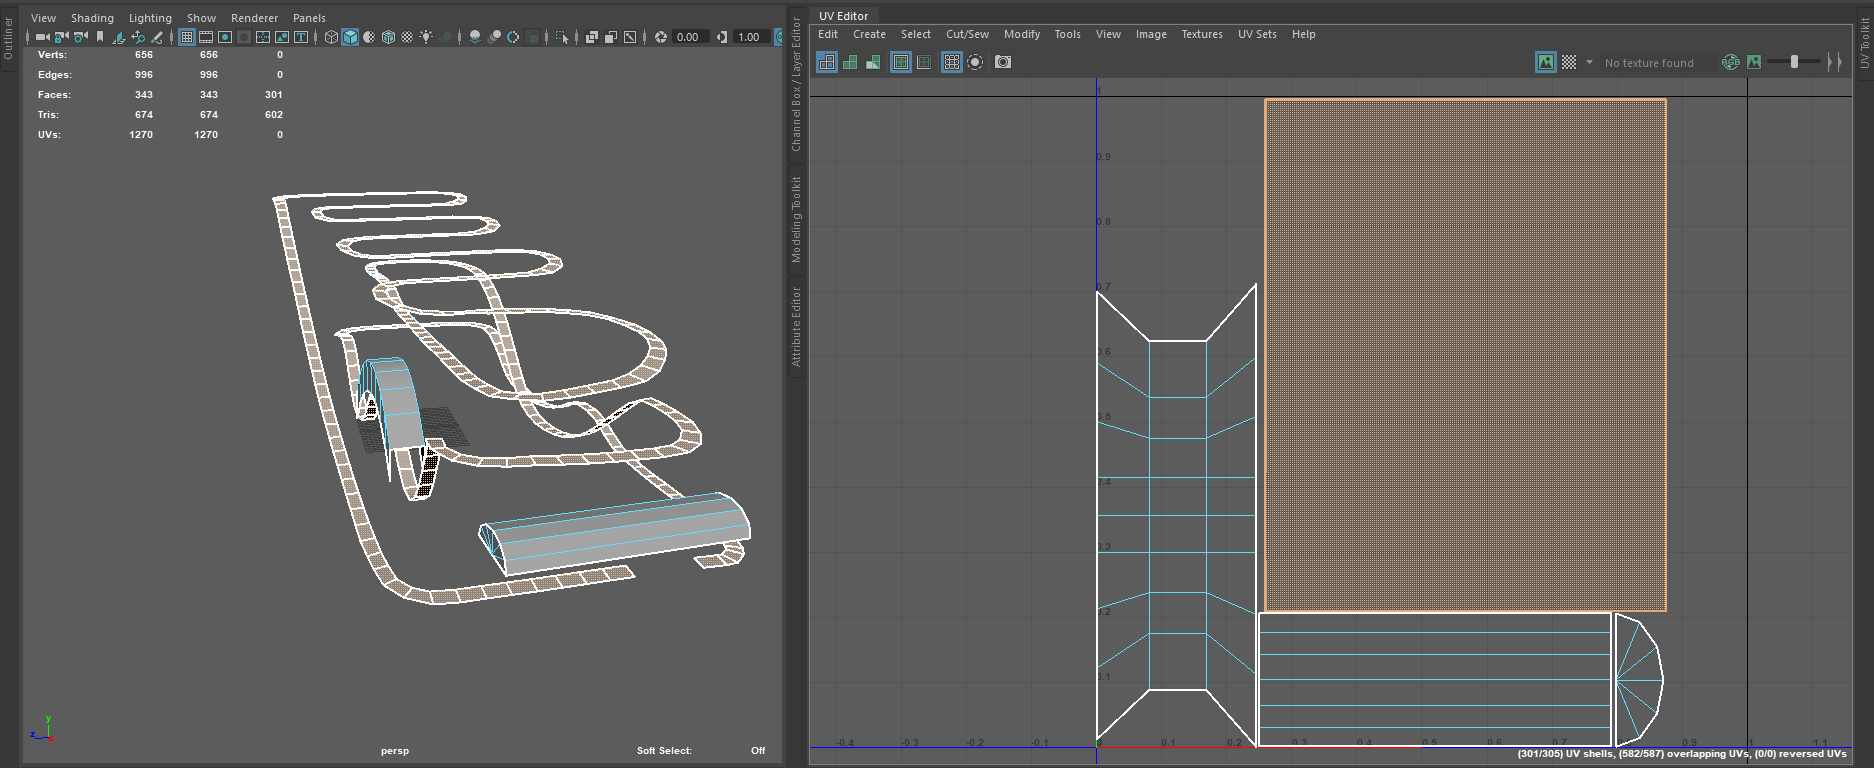 View Shading Lighting Show Renderer Panels
0.00 1.00
Verts: 656 656 0
Edges: 996 996 0
Faces: 343 343 301
Tris: 674 674 602
UVs: 1270 1270 0
persp
Soft Select: Off
y
z
Outliner
Channel Box / Layer Editor
Modeling Toolkit
Attribute Editor
UV Editor
Edit Create Select Cut/Sew Modify Tools View Image Textures UV Sets Help
No texture found
RGB
UV Toolkit
1
0.9
0.8
0.7
0.6
0.5
0.4
0.3
0.2
0.1
-0.4 -0.3 -0.2 -0.1 0 0.1 0.2 0.3 0.4 0.5 0.6 0.7 0.8 0.9 1 1.1
(301/305) UV shells, (582/587) overlapping UVs, (0/0) reversed UVs